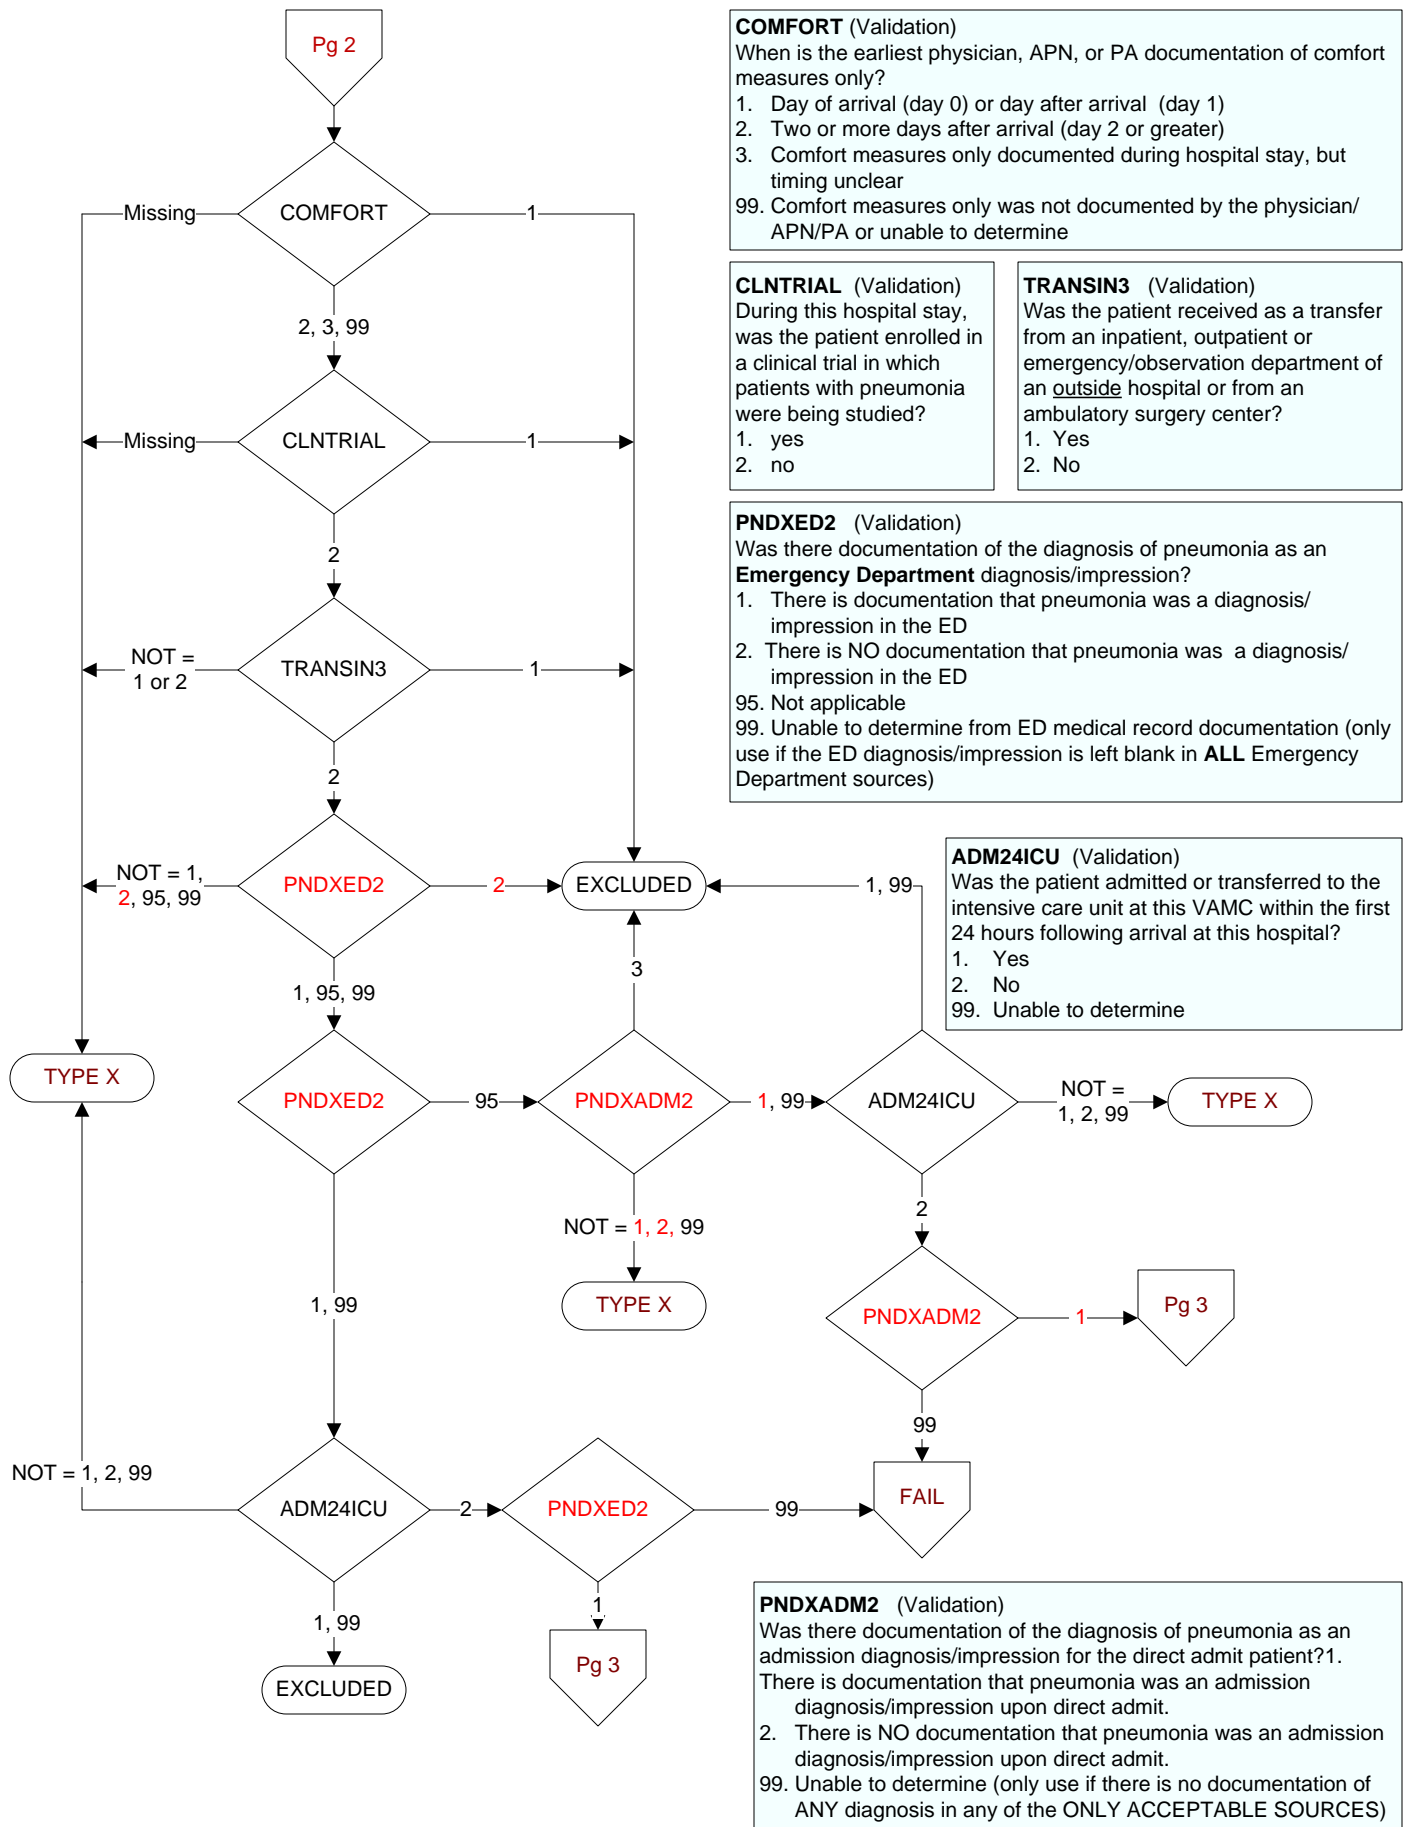 Pg 2
COMFORT (Validation)
When is the earliest physician, APN, or PA documentation of comfort
measures only?
1. Day of arrival (day 0) or day after arrival (day 1)
2. Two or more days after arrival (day 2 or greater)
3. Comfort measures only documented during hospital stay, but
timing unclear
99. Comfort measures only was not documented by the physician/
APN/PA or unable to determine
Missing
COMFORT
1
2, 3, 99
CLNTRIAL (Validation)
During this hospital stay,
was the patient enrolled in
a clinical trial in which
patients with pneumonia
were being studied?
1. yes
2. no
TRANSIN3 (Validation)
Was the patient received as a transfer
from an inpatient, outpatient or
emergency/observation department of
an outside hospital or from an
ambulatory surgery center?
1. Yes
2. No
Missing
CLNTRIAL
1
2
PNDXED2 (Validation)
Was there documentation of the diagnosis of pneumonia as an
Emergency Department diagnosis/impression?
1. There is documentation that pneumonia was a diagnosis/
impression in the ED
2. There is NO documentation that pneumonia was a diagnosis/
impression in the ED
95. Not applicable
99. Unable to determine from ED medical record documentation (only
use if the ED diagnosis/impression is left blank in ALL Emergency
Department sources)
NOT =
1 or 2
TRANSIN3
1
2
NOT = 1,
2, 95, 99
PNDXED2
2
EXCLUDED
1, 99
ADM24ICU (Validation)
Was the patient admitted or transferred to the
intensive care unit at this VAMC within the first
24 hours following arrival at this hospital?
1. Yes
2. No
99. Unable to determine
3
1, 95, 99
TYPE X
PNDXED2
95
PNDXADM2
1, 99
ADM24ICU
NOT =
1, 2, 99
TYPE X
2
NOT = 1, 2, 99
TYPE X
1, 99
PNDXADM2
1
Pg 3
99
NOT = 1, 2, 99
ADM24ICU
2
PNDXED2
99
FAIL
1, 99
EXCLUDED
1
Pg 3
PNDXADM2 (Validation)
Was there documentation of the diagnosis of pneumonia as an
admission diagnosis/impression for the direct admit patient?1.
There is documentation that pneumonia was an admission
diagnosis/impression upon direct admit.
2. There is NO documentation that pneumonia was an admission
diagnosis/impression upon direct admit.
99. Unable to determine (only use if there is no documentation of
ANY diagnosis in any of the ONLY ACCEPTABLE SOURCES)